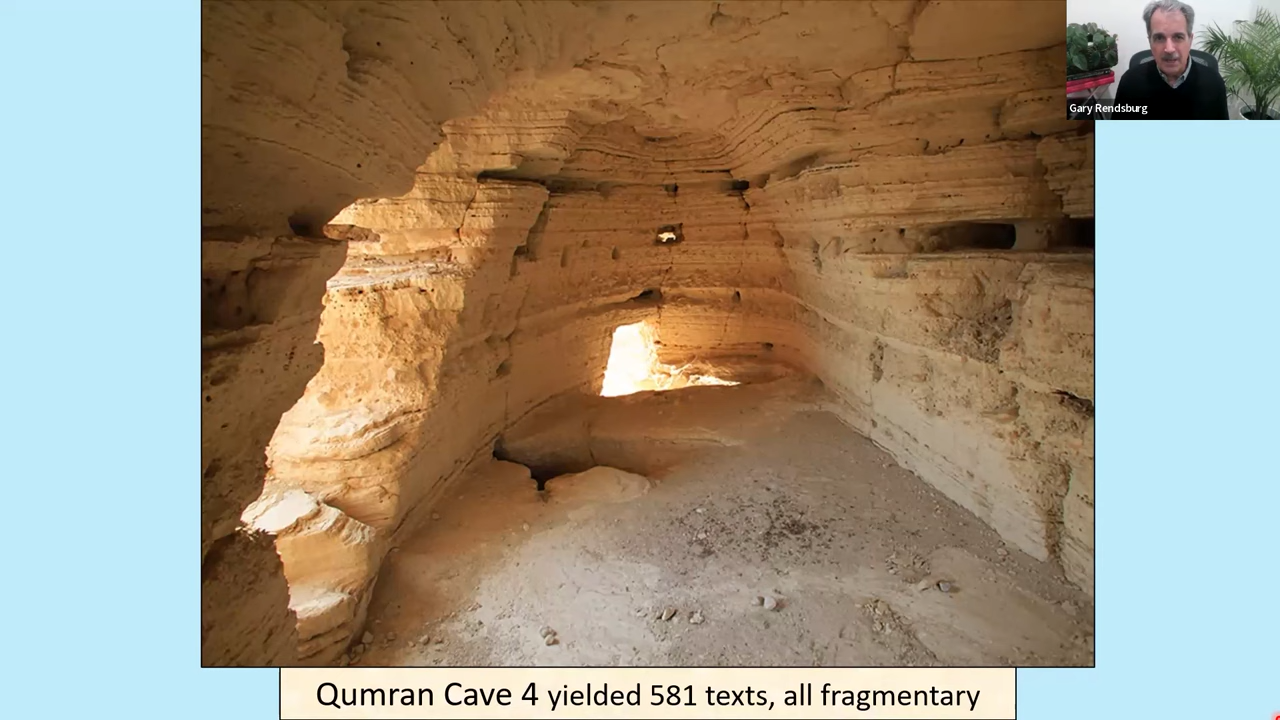 Gary Rendsburg
Qumran Cave 4 yielded 581 texts, all fragmentary